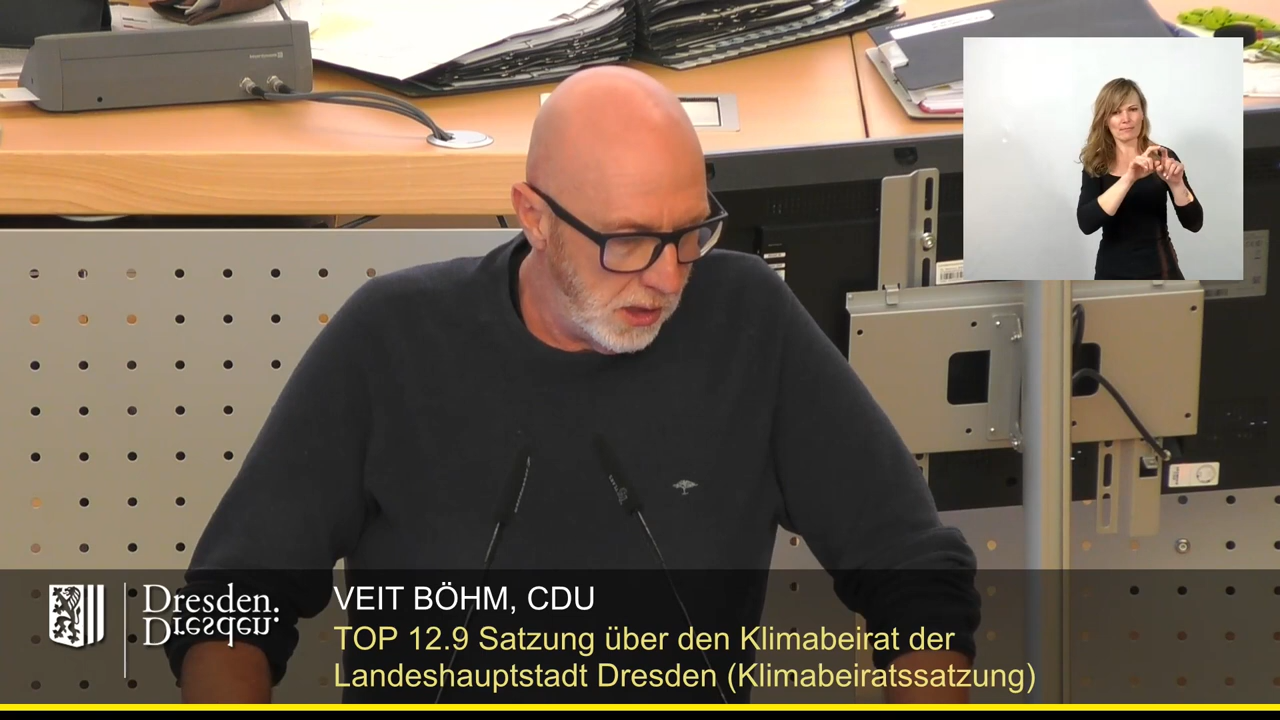 VEIT BÖHM, CDU
Dresden.
Dresden.
TOP 12.9 Satzung über den Klimabeirat der
Landeshauptstadt Dresden (Klimabeiratssatzung)